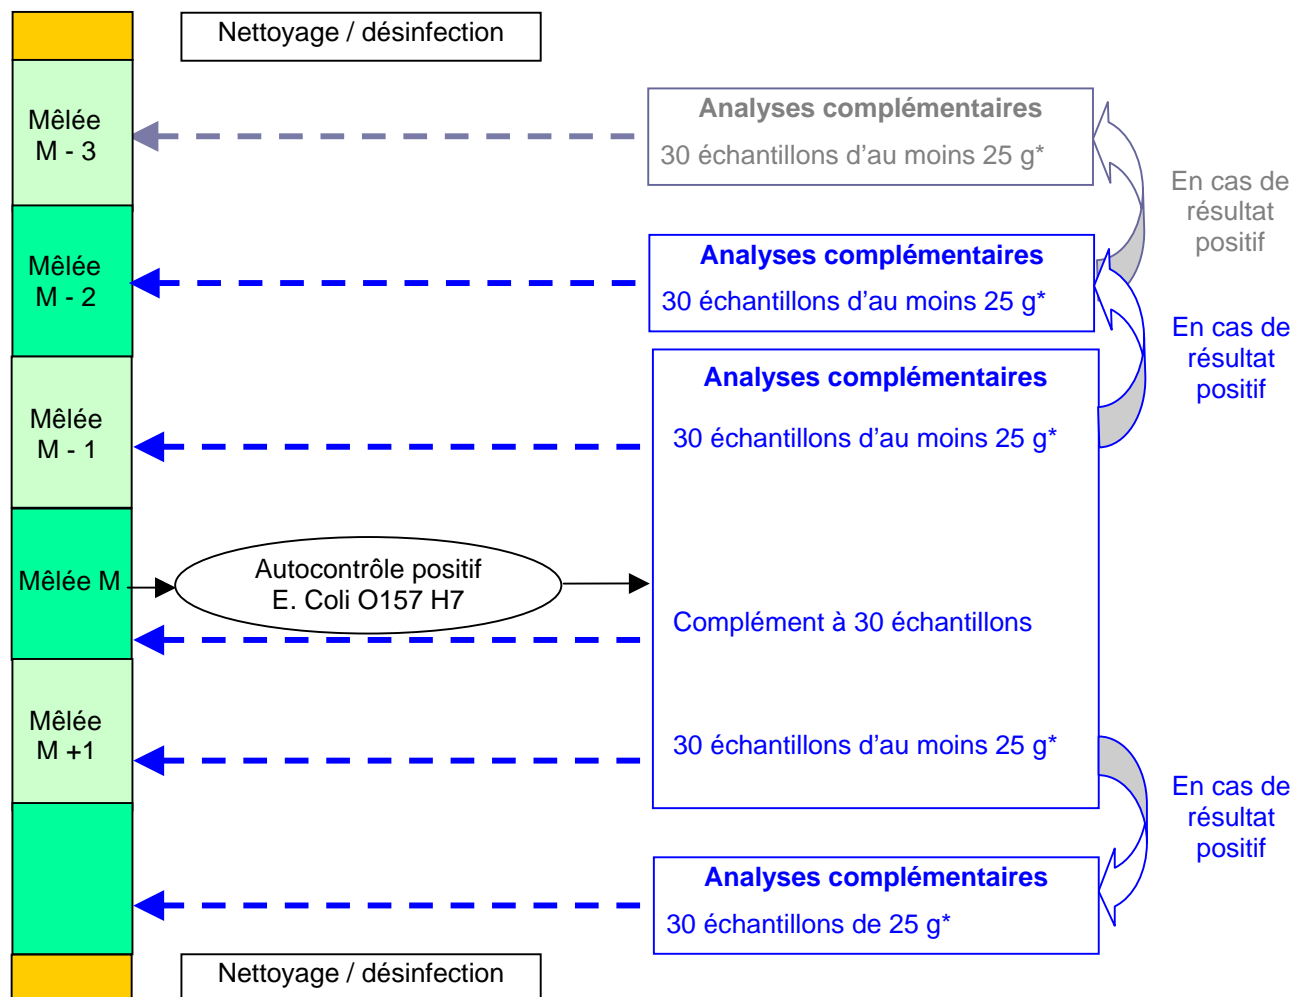 Nettoyage / désinfection
Mêlée
M - 3
Analyses complémentaires
30 échantillons d'au moins 25 g*
En cas de
résultat
positif
Mêlée
M - 2
Analyses complémentaires
30 échantillons d'au moins 25 g*
En cas de
résultat
positif
Mêlée
M - 1
Analyses complémentaires
30 échantillons d'au moins 25 g*
Mêlée M
Autocontrôle positif
E. Coli O157 H7
Complément à 30 échantillons
Mêlée
M +1
30 échantillons d'au moins 25 g*
En cas de
résultat
positif
Analyses complémentaires
30 échantillons de 25 g*
Nettoyage / désinfection